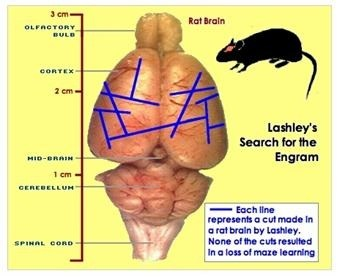 3 cm
OLFACTORY
BULB
Rat Brain
CORTEX
2 cm
Lashley's
Search for the
Engram
MID-BRAIN
1 cm
CEREBELLUM
SPINAL CORD
Each line
represents a cut made in
a rat brain by Lashley.
None of the cuts resulted
in a loss of maze learning